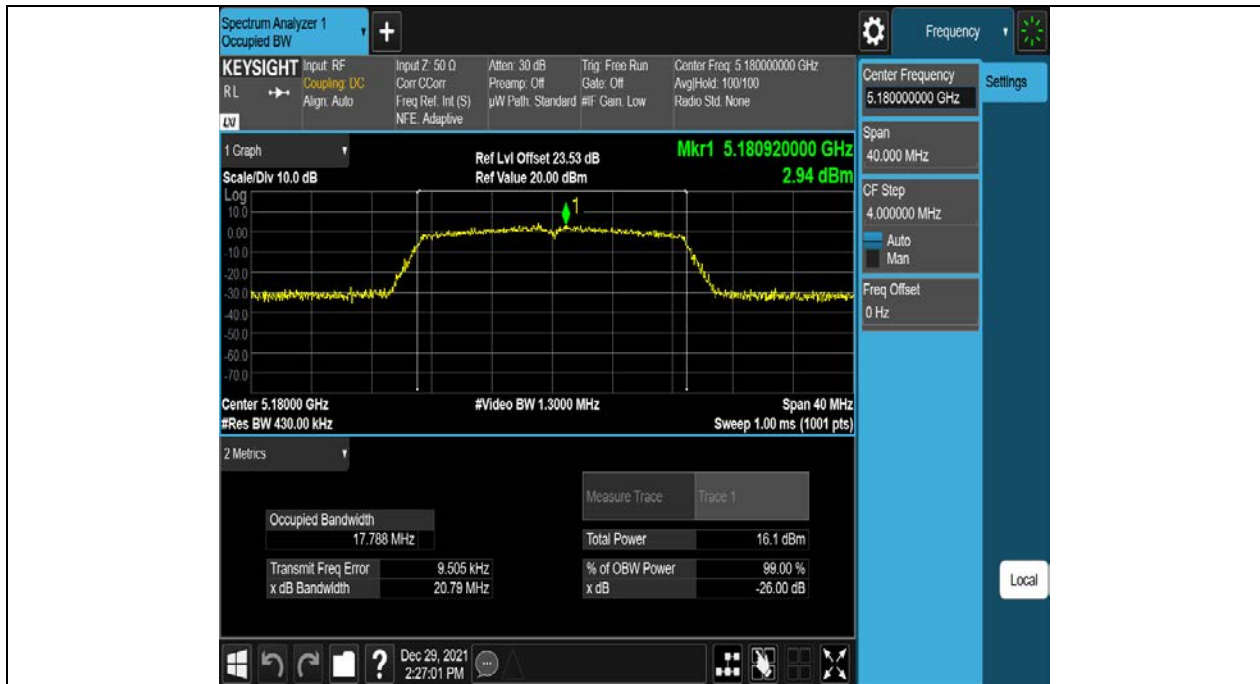 Spectrum Analyzer 1
Occupied BW
+
Frequency
KEYSIGHT
RL
LXI
Input: RF
Coupling: DC
Align: Auto
Input Z: 50 Ω
Corr CCorr
Freq Ref: Int (S)
NFE: Adaptive
Atten: 30 dB
Preamp: Off
µW Path: Standard
Trig: Free Run
Gate: Off
#IF Gain: Low
Center Freq: 5.180000000 GHz
Avg|Hold: 100/100
Radio Std: None
Center Frequency
5.180000000 GHz
Settings
Span
40.000 MHz
CF Step
4.000000 MHz
Auto
Man
Freq Offset
0 Hz
Local
1 Graph
Scale/Div 10.0 dB
Ref Lvl Offset 23.53 dB
Ref Value 20.00 dBm
Mkr1 5.180920000 GHz
2.94 dBm
Log
10.0
0.00
-10.0
-20.0
-30.0
-40.0
-50.0
-60.0
-70.0
1
Center 5.18000 GHz
#Res BW 430.00 kHz
#Video BW 1.3000 MHz
Span 40 MHz
Sweep 1.00 ms (1001 pts)
2 Metrics
Measure Trace Trace 1
Occupied Bandwidth
17.788 MHz
Total Power 16.1 dBm
Transmit Freq Error 9.505 kHz
% of OBW Power 99.00 %
x dB Bandwidth 20.79 MHz
x dB -26.00 dB
?
Dec 29, 2021
2:27:01 PM